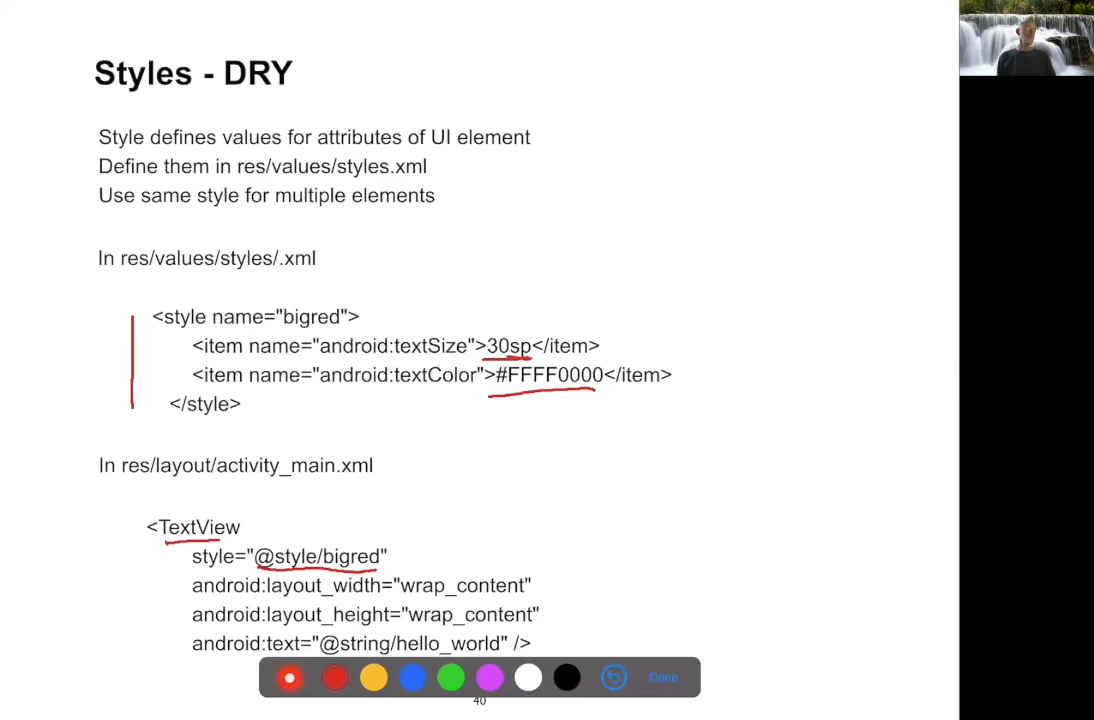 Styles - DRY
Style defines values for attributes of UI element
Define them in res/values/styles.xml
Use same style for multiple elements
In res/values/styles/.xml
<style name="bigred">
<item name="android:textSize">30sp</item>
<item name="android:textColor">#FFFF0000</item>
</style>
In res/layout/activity_main.xml
<TextView
style="@style/bigred"
android:layout_width="wrap_content"
android:layout_height="wrap_content"
android:text="@string/hello_world" />
Done
40